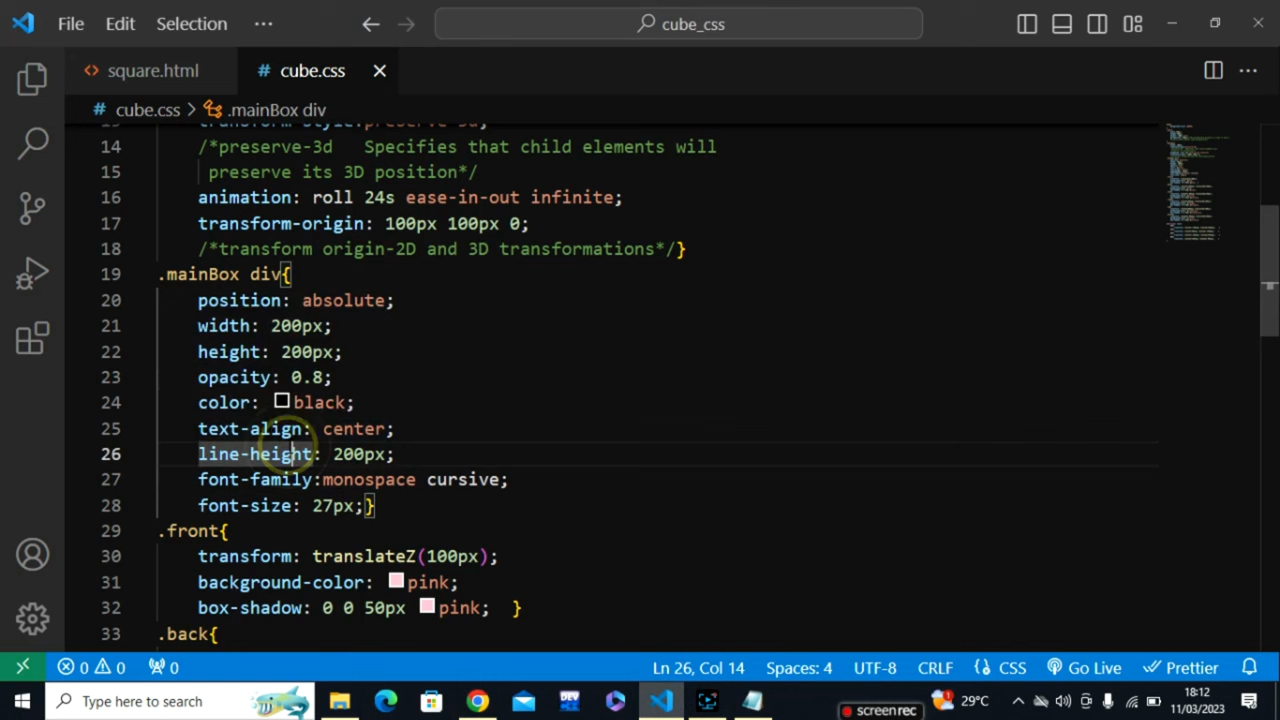 File Edit Selection ··· cube_css
square.html # cube.css
# cube.css > .mainBox div
13 transform-style:preserve-3d;
14 /*preserve-3d Specifies that child elements will
15 preserve its 3D position*/
16 animation: roll 24s ease-in-out infinite;
17 transform-origin: 100px 100px 0;
18 /*transform origin-2D and 3D transformations*/}
19 .mainBox div{
20 position: absolute;
21 width: 200px;
22 height: 200px;
23 opacity: 0.8;
24 color: black;
25 text-align: center;
26 line-height: 200px;
27 font-family:monospace cursive;
28 font-size: 27px;}
29 .front{
30 transform: translateZ(100px);
31 background-color: pink;
32 box-shadow: 0 0 50px pink; }
33 .back{
0 0 0 Ln 26, Col 14 Spaces: 4 UTF-8 CRLF CSS Go Live Prettier
Type here to search DEV 29°C 18:12
screenrec 11/03/2023